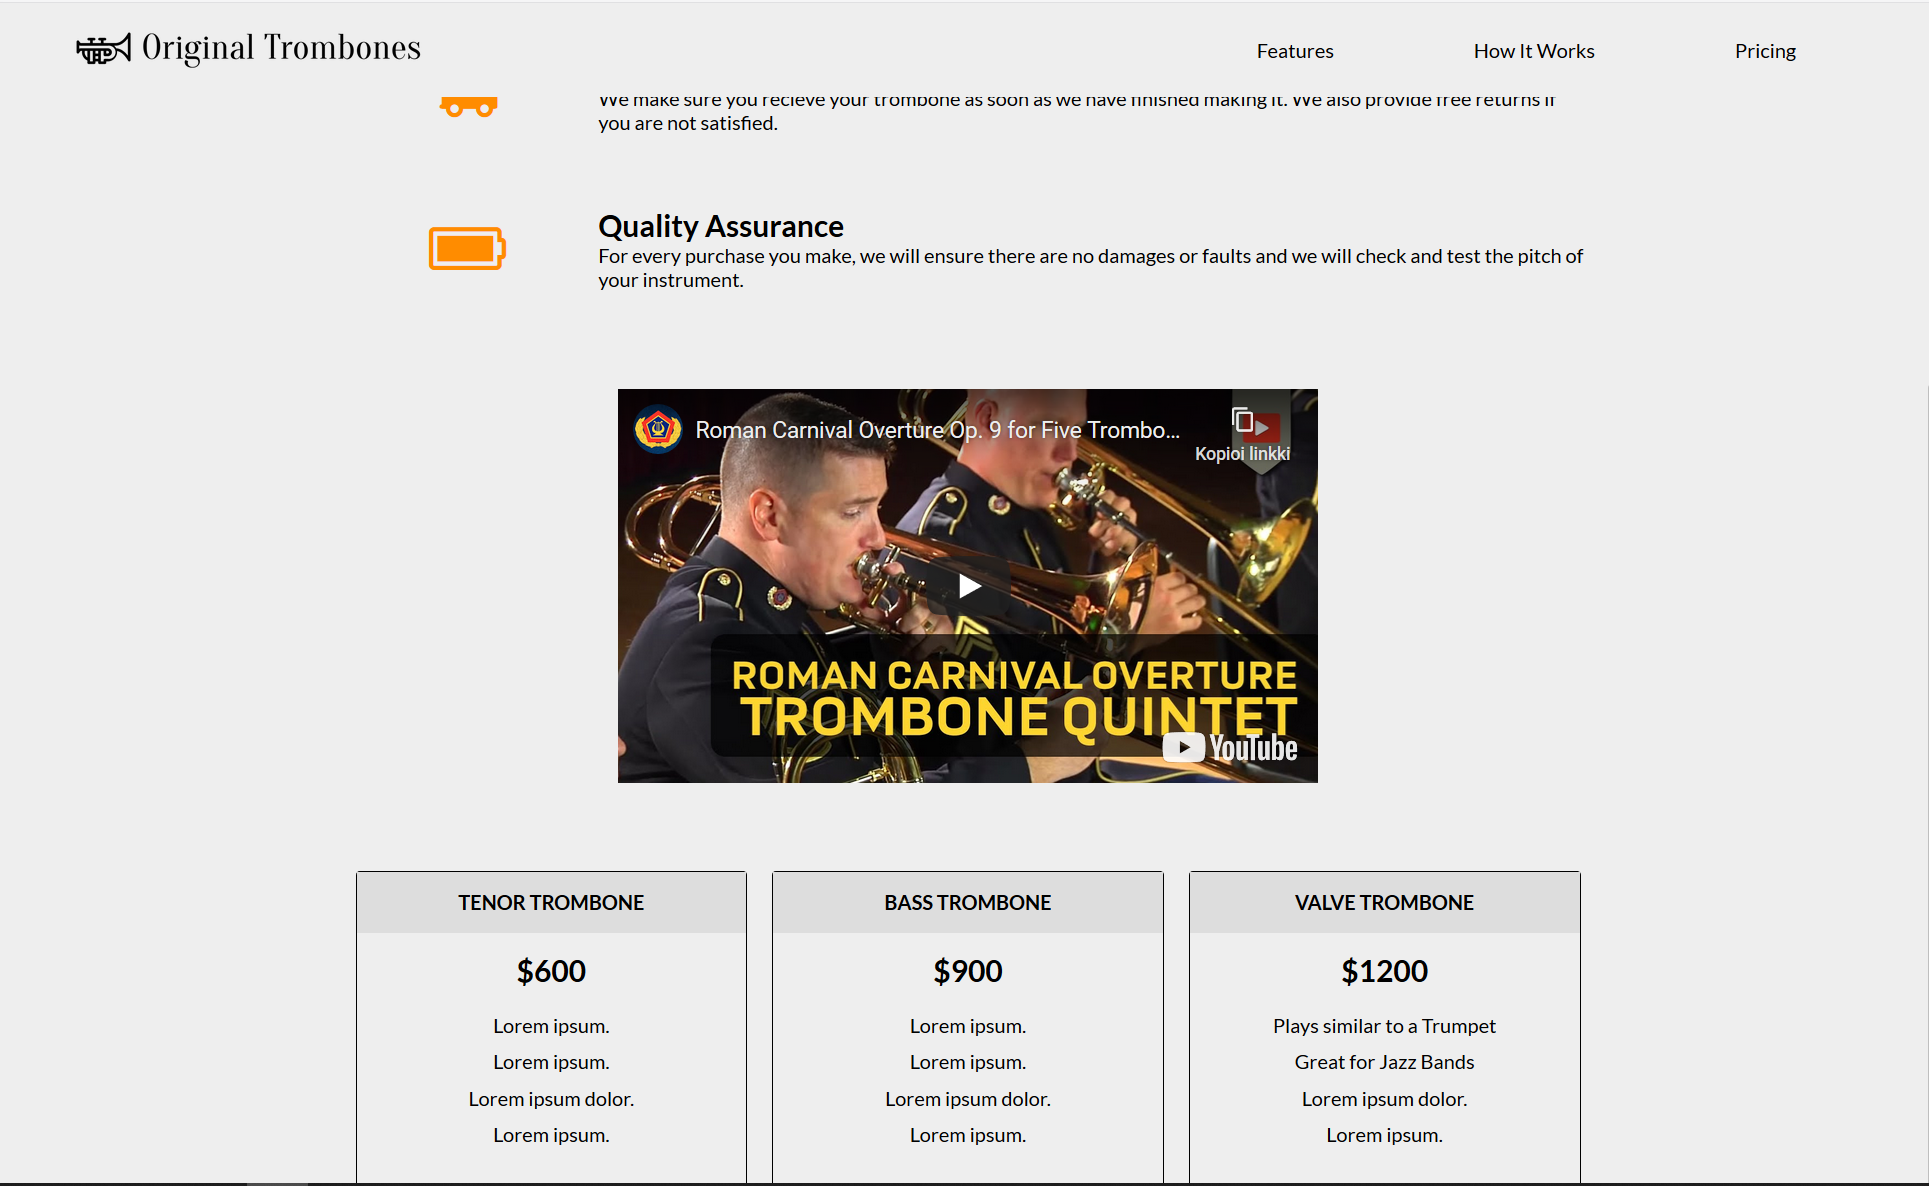 Original Trombones
Features
How It Works
Pricing
We make sure you recieve your trombone as soon as we have finished making it. We also provide free returns if
you are not satisfied.
Quality Assurance
For every purchase you make, we will ensure there are no damages or faults and we will check and test the pitch of
your instrument.
Roman Carnival Overture Op. 9 for Five Trombo...
Kopioi linkki
ROMAN CARNIVAL OVERTURE
TROMBONE QUINTET
YouTube
TENOR TROMBONE
$600
Lorem ipsum.
Lorem ipsum.
Lorem ipsum dolor.
Lorem ipsum.
BASS TROMBONE
$900
Lorem ipsum.
Lorem ipsum.
Lorem ipsum dolor.
Lorem ipsum.
VALVE TROMBONE
$1200
Plays similar to a Trumpet
Great for Jazz Bands
Lorem ipsum dolor.
Lorem ipsum.